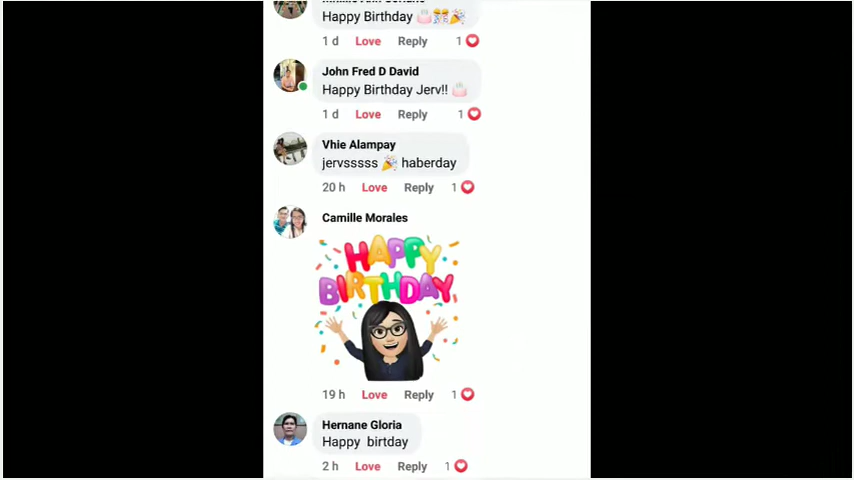 Happy Birthday
1 d Love Reply 1
John Fred D David
Happy Birthday Jerv!!
1 d Love Reply 1
Vhie Alampay
jervsssss haberday
20 h Love Reply 1
Camille Morales
HAPPY
BIRTHDAY
19 h Love Reply 1
Hernane Gloria
Happy birtday
2 h Love Reply 1